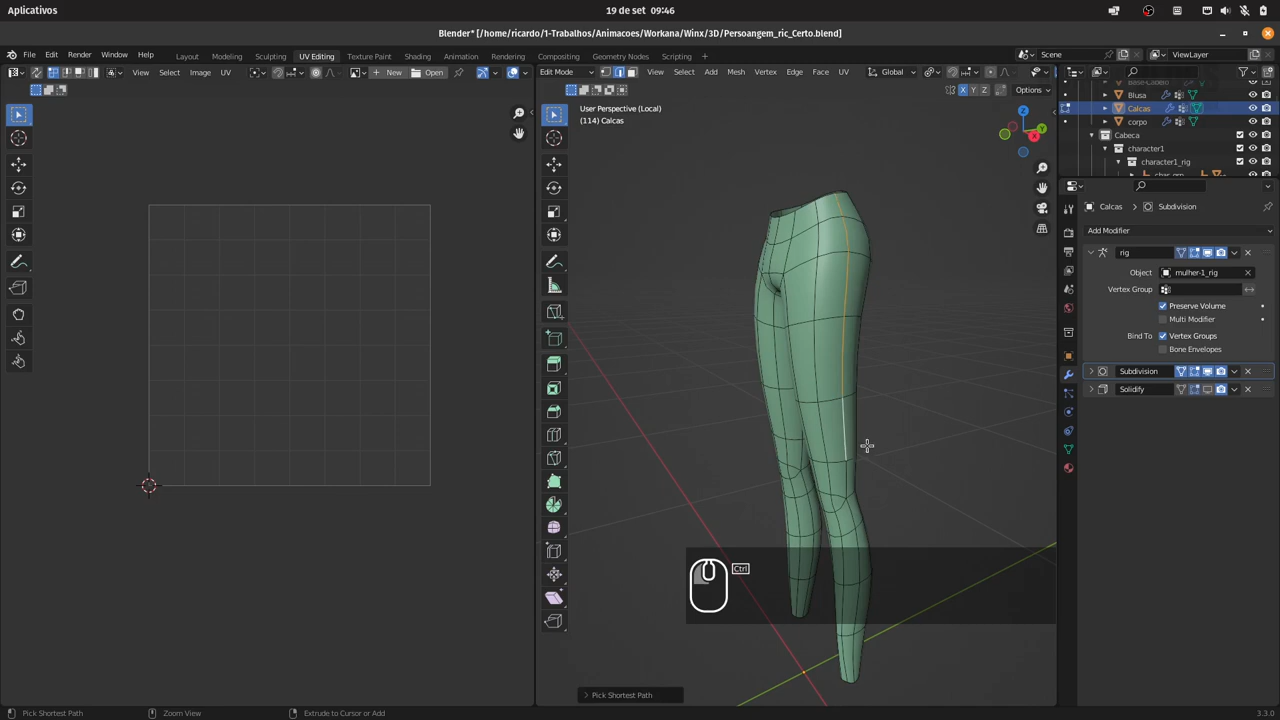 Aplicativos
19 de set 09:46
Blender* [/home/ricardo/1-Trabalhos/Animacoes/Workana/Winx/3D/Persoangem_ric_Certo.blend]
File Edit Render Window Help Layout Modeling Sculpting UV Editing Texture Paint Shading Animation Rendering Compositing Geometry Nodes Scripting Scene ViewLayer
View Select Image UV New Open
Edit Mode View Select Add Mesh Vertex Edge Face UV Global
X Y Z Options
User Perspective (Local)
(114) Calcas
Blusa
Calcas
corpo
Cabeca
character1
character1_rig
Calcas Subdivision
Add Modifier
rig
Object mulher-1_rig
Vertex Group
Preserve Volume
Multi Modifier
Bind To Vertex Groups
Bone Envelopes
Subdivision
Solidify
Ctrl
Pick Shortest Path
Pick Shortest Path Zoom View Extrude to Cursor or Add 3.3.0